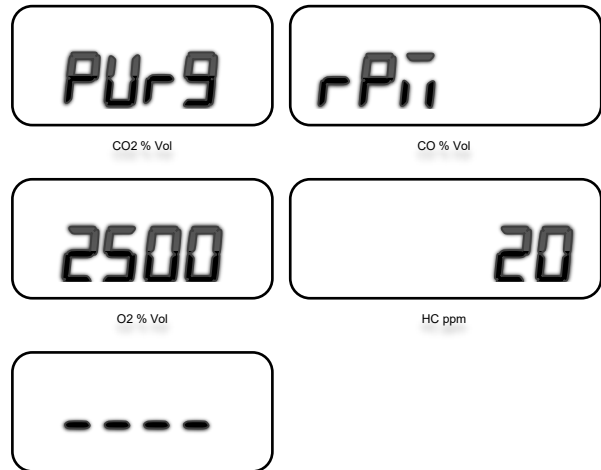 PUrg rPm
CO2 % Vol CO % Vol
2500 20
O2 % Vol HC ppm
----